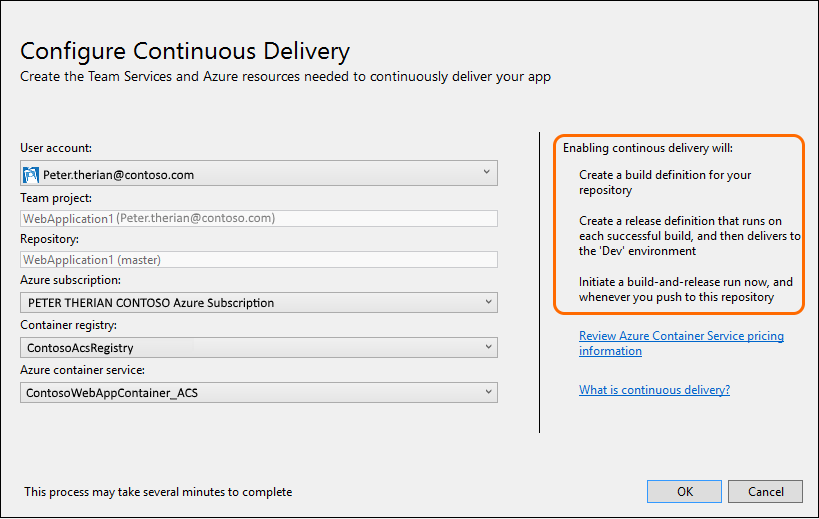 Configure Continuous Delivery
Create the Team Services and Azure resources needed to continuously deliver your app
User account:
Peter.therian@contoso.com
Team project:
WebApplication1 (Peter.therian@contoso.com)
Repository:
WebApplication1 (master)
Azure subscription:
PETER THERIAN CONTOSO Azure Subscription
Container registry:
ContosoAcsRegistry
Azure container service:
ContosoWebAppContainer_ACS
Enabling continous delivery will:
Create a build definition for your
repository
Create a release definition that runs on
each successful build, and then delivers to
the 'Dev' environment
Initiate a build-and-release run now, and
whenever you push to this repository
Review Azure Container Service pricing
information
What is continuous delivery?
This process may take several minutes to complete
OK
Cancel